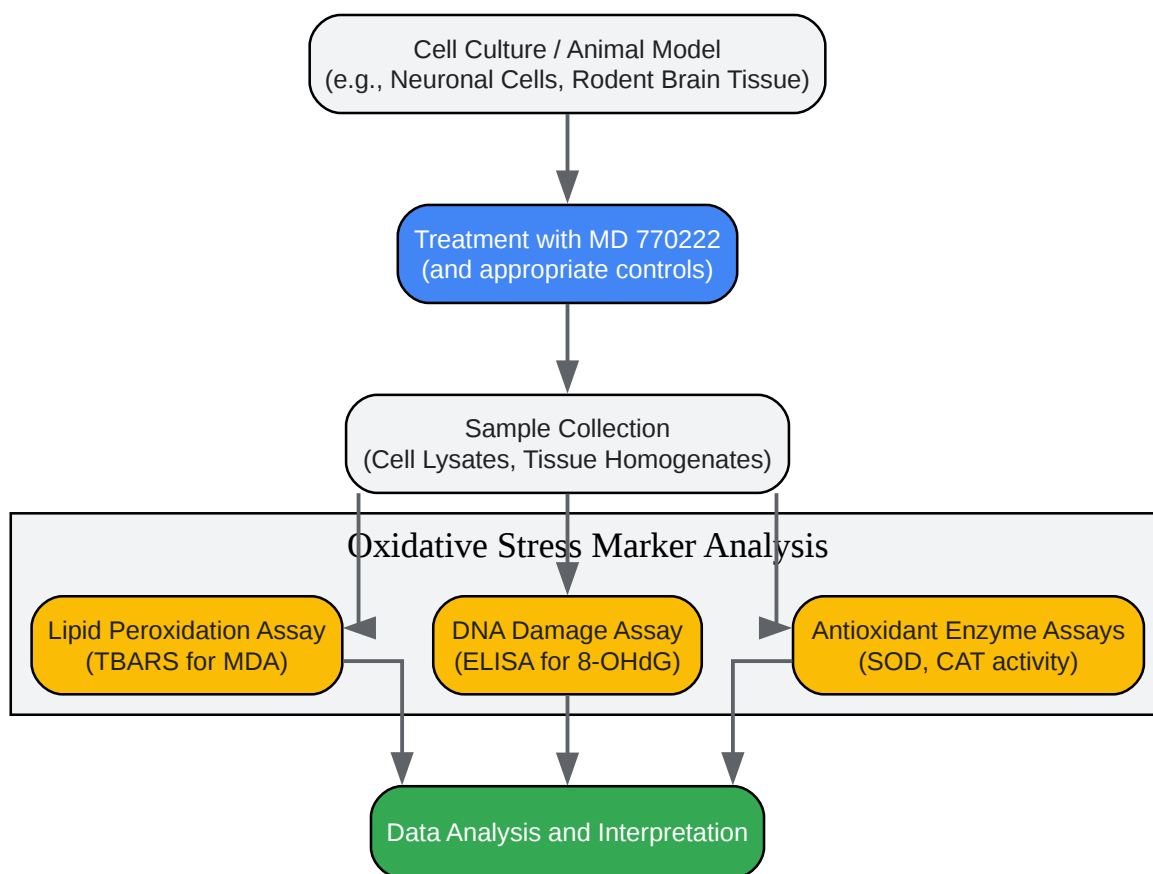 Cell Culture / Animal Model
(e.g., Neuronal Cells, Rodent Brain Tissue)
Treatment with MD 770222
(and appropriate controls)
Sample Collection
(Cell Lysates, Tissue Homogenates)
Oxidative Stress Marker Analysis
Lipid Peroxidation Assay
(TBARS for MDA)
DNA Damage Assay
(ELISA for 8-OHdG)
Antioxidant Enzyme Assays
(SOD, CAT activity)
Data Analysis and Interpretation